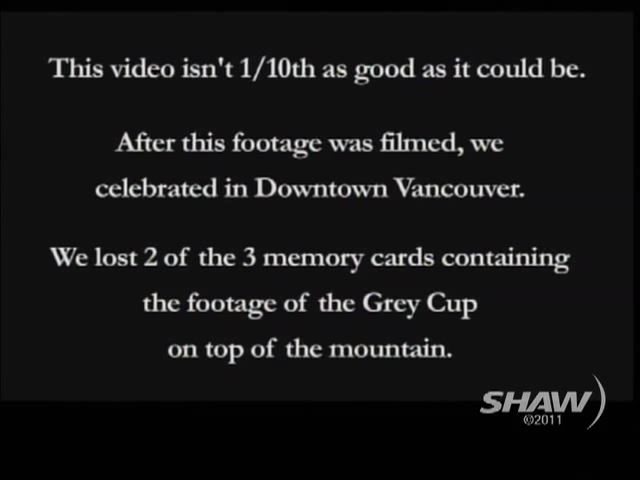 This video isn't 1/10th as good as it could be.
After this footage was filmed, we
celebrated in Downtown Vancouver.
We lost 2 of the 3 memory cards containing
the footage of the Grey Cup
on top of the mountain.
SHAW)
©2011